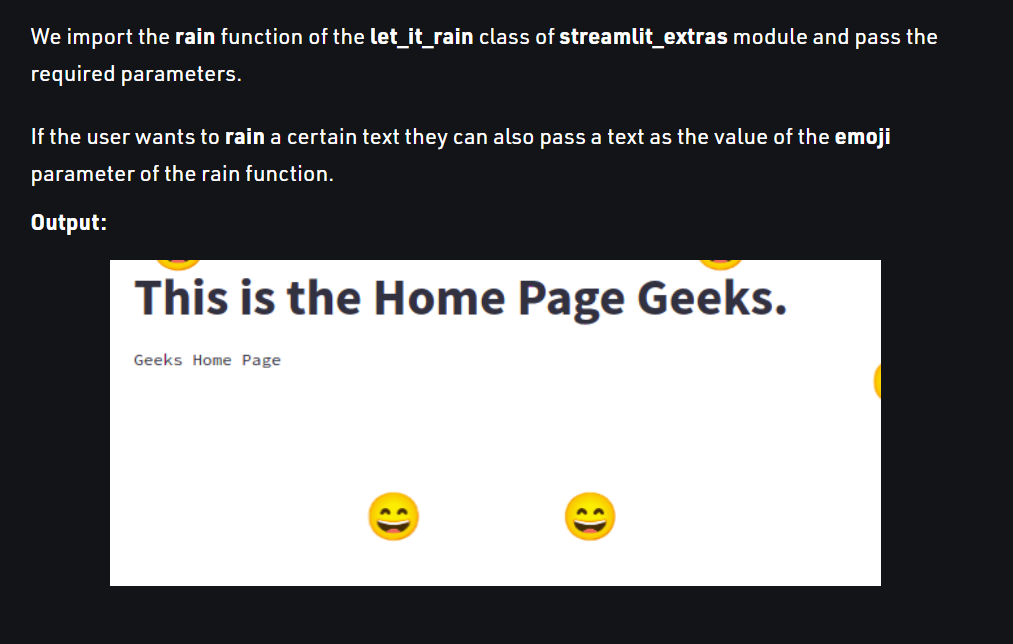 We import the rain function of the let_it_rain class of streamlit_extras module and pass the
required parameters.
If the user wants to rain a certain text they can also pass a text as the value of the emoji
parameter of the rain function.
Output:
This is the Home Page Geeks.
Geeks Home Page